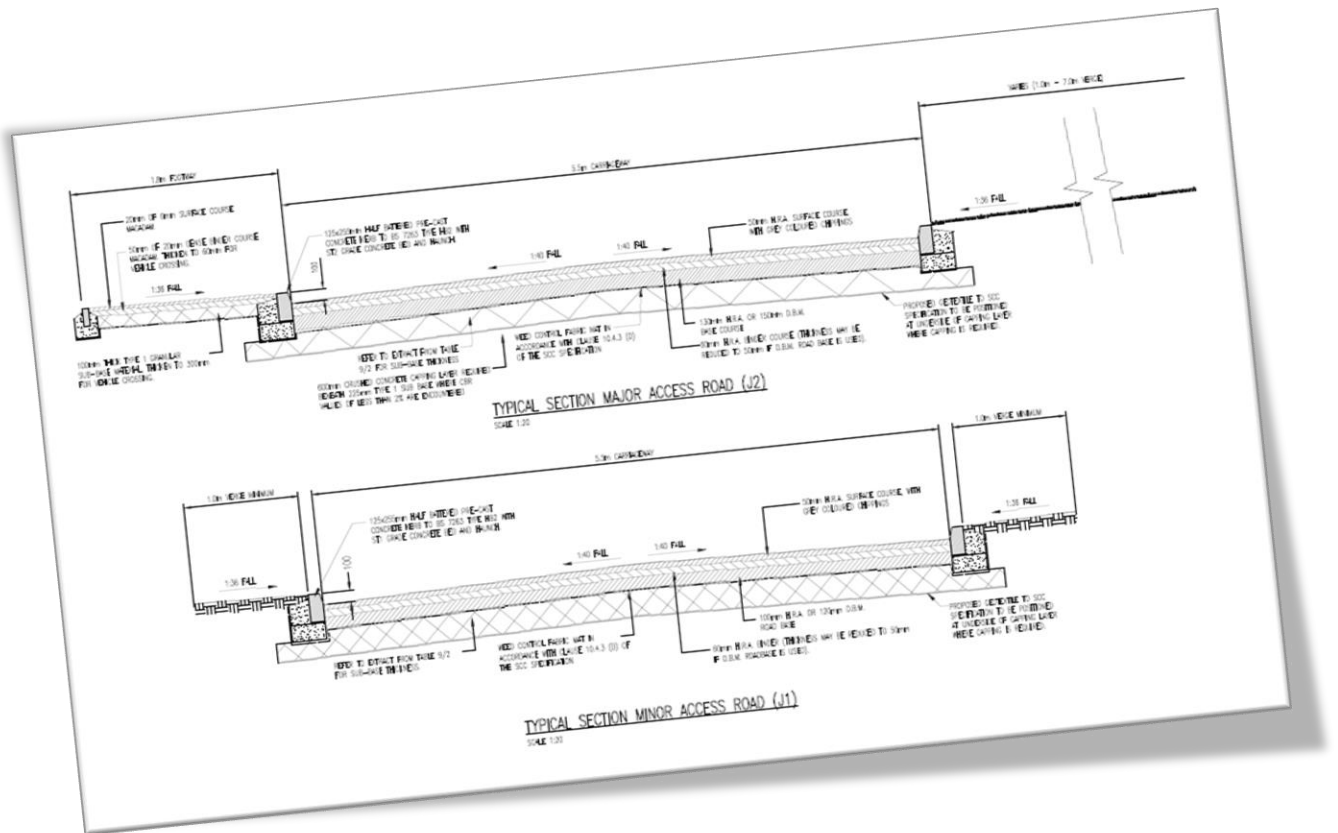 VARIES (1.0m - 7.0m VERGE)
1.8m FOOTWAY
5.5m CARRIAGEWAY
1:36 FALL
20mm OF 6mm SURFACE COURSE
MACADAM
50mm OF 20mm DENSE BINDER COURSE
MACADAM THICKEN TO 60mm FOR
VEHICLE CROSSING.
1:36 FALL
125x255mm HALF BATTERED PRE-CAST
CONCRETE KERB TO BS 7263 TYPE HB2 WITH
ST1 GRADE CONCRETE BED AND HAUNCH
100
1:40 FALL
1:40 FALL
50mm H.R.A. SURFACE COURSE
WITH GREY COLOURED CHIPPINGS
100mm THICK TYPE 1 GRANULAR
SUB-BASE MATERIAL THICKEN TO 300mm
FOR VEHICLE CROSSING.
REFER TO EXTRACT FROM TABLE
9/2 FOR SUB-BASE THICKNESS
600mm CRUSHED CONCRETE CAPPING LAYER REQUIRED
BENEATH 225mm TYPE 1 SUB BASE WHERE CBR
VALUES OF LESS THAN 2% ARE ENCOUNTERED
WEED CONTROL FABRIC MAT IN
ACCORDANCE WITH CLAUSE 10.4.3
OF THE SCC SPECIFICATION
130mm H.R.A. OR 150mm D.B.M.
BASE COURSE
60mm H.R.A. BINDER COURSE (THICKNESS MAY BE
REDUCED TO 50mm IF D.B.M. ROAD BASE IS USED).
PROPOSED GEOTEXTILE TO SCC
SPECIFICATION TO BE POSITIONED
AT UNDERSIDE OF CAPPING LAYER
WHERE CAPPING IS REQUIRED.
TYPICAL SECTION MAJOR ACCESS ROAD (J2)
SCALE 1:20
1.0m VERGE MINIMUM
5.5m CARRIAGEWAY
1.0m VERGE MINIMUM
125x255mm HALF BATTERED PRE-CAST
CONCRETE KERB TO BS 7263 TYPE HB2 WITH
ST1 GRADE CONCRETE BED AND HAUNCH
1:36 FALL
100
1:40 FALL
1:40 FALL
50mm H.R.A. SURFACE COURSE, WITH
GREY COLOURED CHIPPINGS
1:36 FALL
REFER TO EXTRACT FROM TABLE 9/2
FOR SUB-BASE THICKNESS
WEED CONTROL FABRIC MAT IN
ACCORDANCE WITH CLAUSE 10.4.3 OF
THE SCC SPECIFICATION
100mm H.R.A. OR 120mm D.B.M.
ROAD BASE
60mm H.R.A. BINDER (THICKNESS MAY BE REDUCED TO 50mm
IF D.B.M. ROADBASE IS USED).
PROPOSED GEOTEXTILE TO SCC
SPECIFICATION TO BE POSITIONED
AT UNDERSIDE OF CAPPING LAYER
WHERE CAPPING IS REQUIRED.
TYPICAL SECTION MINOR ACCESS ROAD (J1)
SCALE 1:20